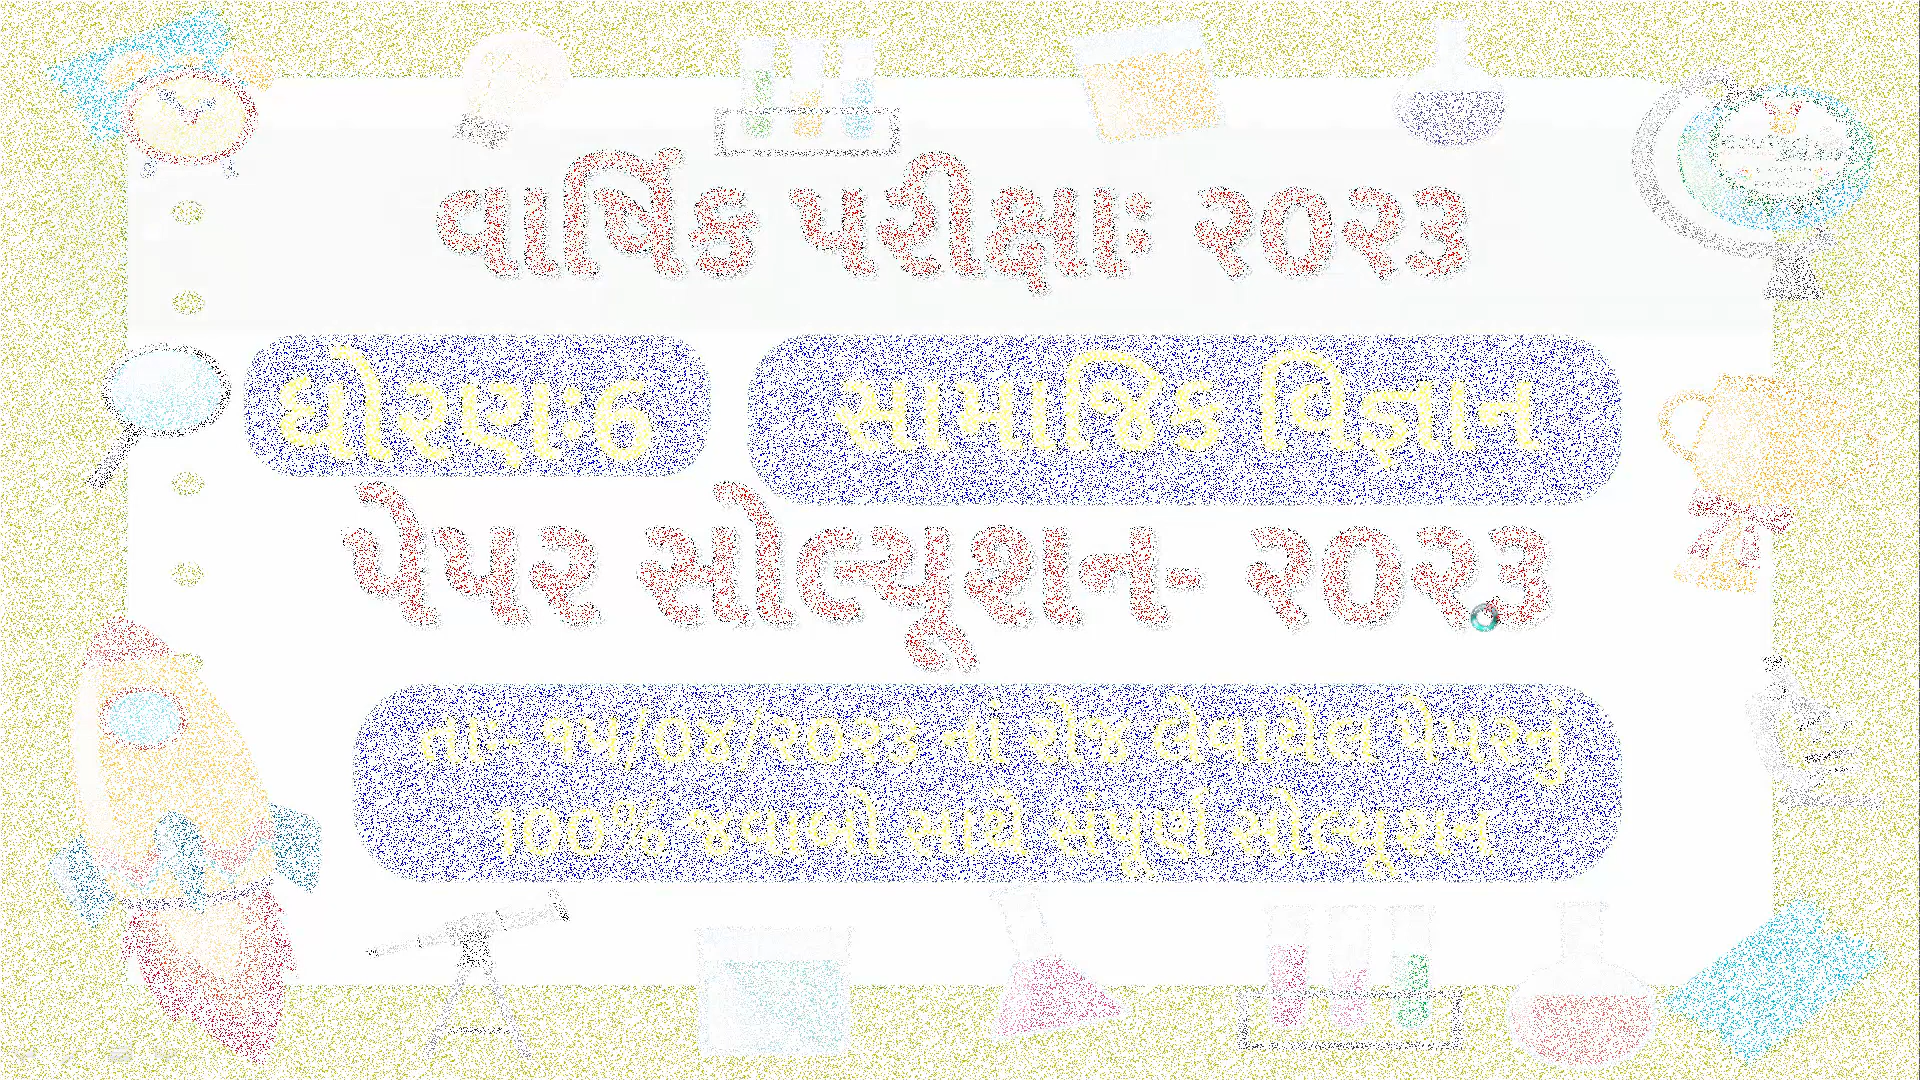 વાર્ષિક પરીક્ષાઃ ૨૦૨૩
ધોરણઃ6 સામાજિક વિજ્ઞાન
પેપર સોલ્યૂશન- ૨૦૨૩
તાઃ- ૧૫/૦૪/૨૦૨૩ નાં રોજ લેવાયેલ પેપરનું
100% જવાબો સાથે સંપૂર્ણ સોલ્યૂશન